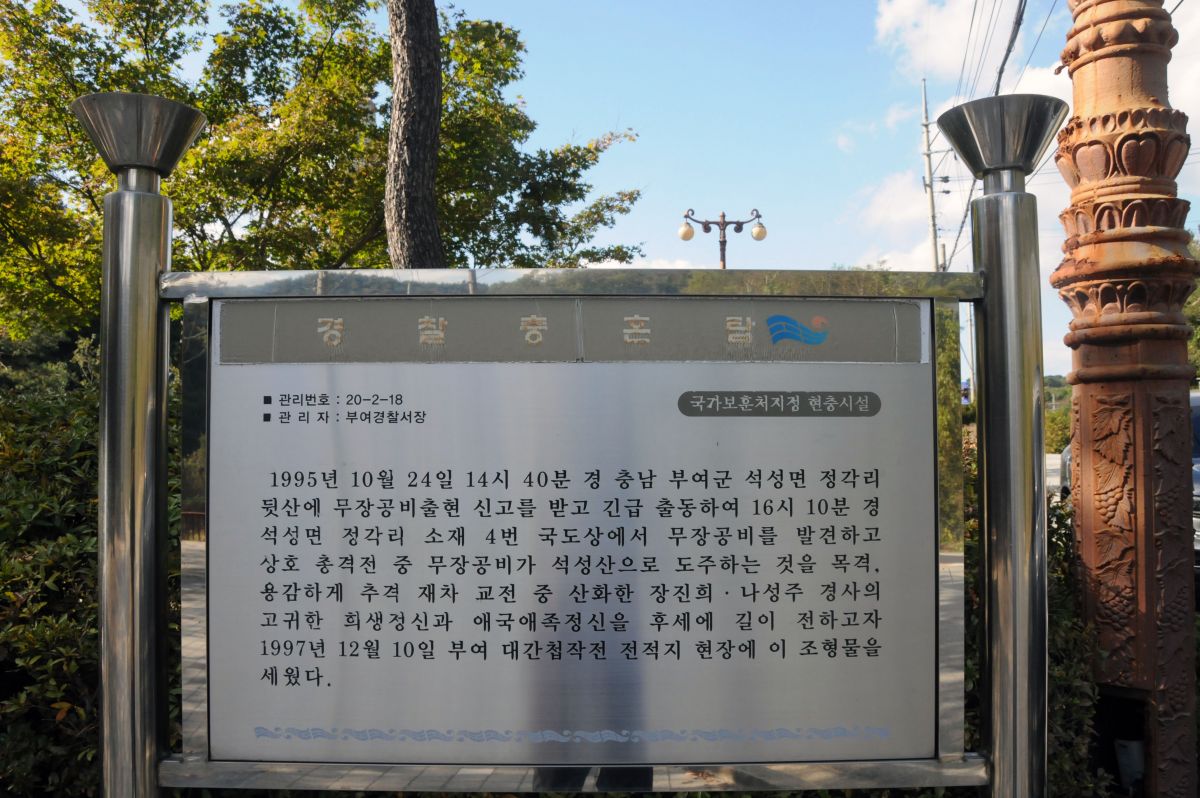 경찰충혼탑
■ 관리번호 : 20-2-18
국가보훈처지정 현충시설
■ 관 리 자 : 부여경찰서장
1995년 10월 24일 14시 40분 경 충남 부여군 석성면 정각리
뒷산에 무장공비출현 신고를 받고 긴급 출동하여 16시 10분 경
석성면 정각리 소재 4번 국도상에서 무장공비를 발견하고
상호 총격전 중 무장공비가 석성산으로 도주하는 것을 목격,
용감하게 추격 재차 교전 중 산화한 장진희·나성주 경사의
고귀한 희생정신과 애국애족정신을 후세에 길이 전하고자
1997년 12월 10일 부여 대간첩작전 전적지 현장에 이 조형물을
세웠다.